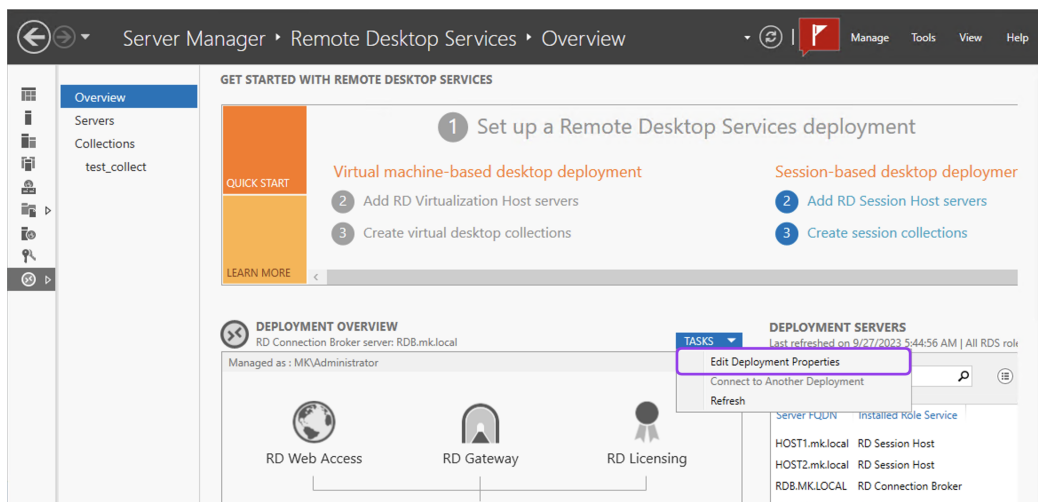 Server Manager ‣ Remote Desktop Services ‣ Overview
Manage Tools View Help
Overview
Servers
Collections
test_collect
GET STARTED WITH REMOTE DESKTOP SERVICES
1 Set up a Remote Desktop Services deployment
QUICK START
LEARN MORE
Virtual machine-based desktop deployment
2 Add RD Virtualization Host servers
3 Create virtual desktop collections
Session-based desktop deploymer
2 Add RD Session Host servers
3 Create session collections
DEPLOYMENT OVERVIEW
RD Connection Broker server: RDB.mk.local
Managed as : MK\Administrator
TASKS
Edit Deployment Properties
Connect to Another Deployment
Refresh
RD Web Access
RD Gateway
RD Licensing
DEPLOYMENT SERVERS
Last refreshed on 9/27/2023 5:44:56 AM | All RDS role
Server FQDN Installed Role Service
HOST1.mk.local RD Session Host
HOST2.mk.local RD Session Host
RDB.MK.LOCAL RD Connection Broker